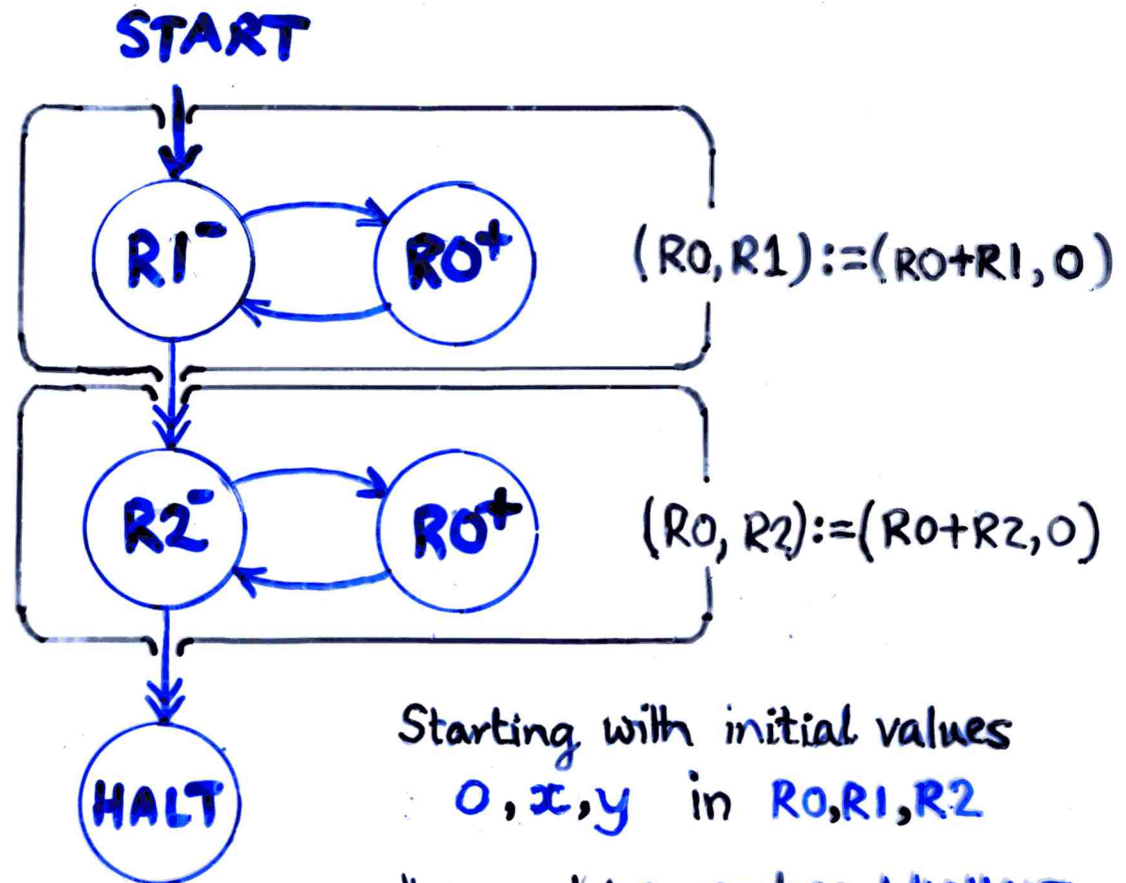 START
R1⁻ R0⁺ (R0,R1):=(R0+R1,0)
R2⁻ R0⁺ (R0,R2):=(R0+R2,0)
HALT
Starting with initial values
0,x,y in R0,R1,R2